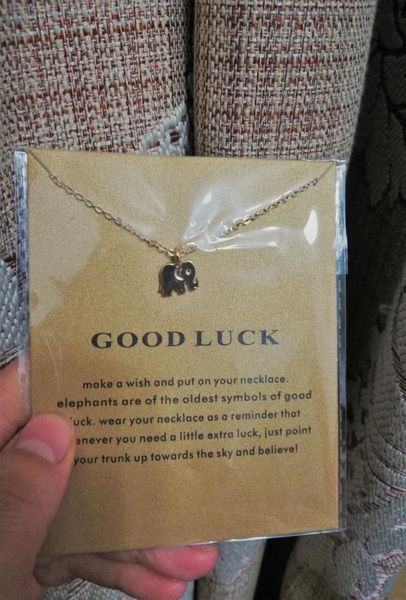 GOOD LUCK
make a wish and put on your necklace.
elephants are of the oldest symbols of good
luck. wear your necklace as a reminder that
whenever you need a little extra luck, just point
your trunk up towards the sky and believe!